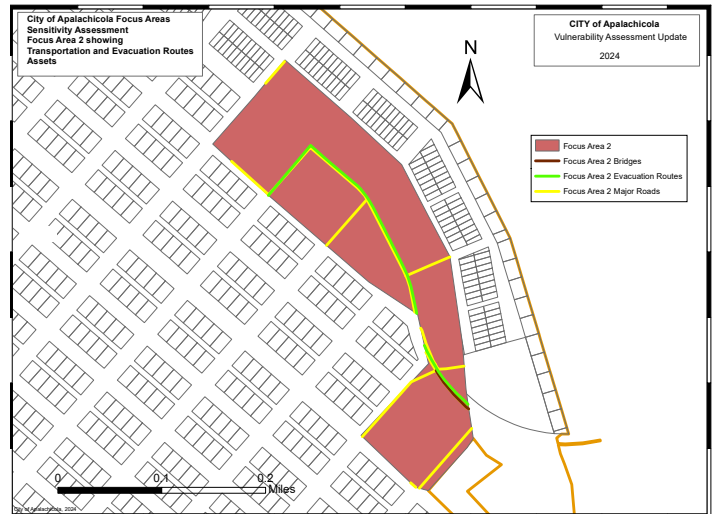 City of Apalachicola Focus Areas
Sensitivity Assessment
Focus Area 2 showing
Transportation and Evacuation Routes
Assets
CITY of Apalachicola
Vulnerability Assessment Update
2024
N
Focus Area 2
Focus Area 2 Bridges
Focus Area 2 Evacuation Routes
Focus Area 2 Major Roads
0 0.1 0.2
Miles
City of Apalachicola, 2024